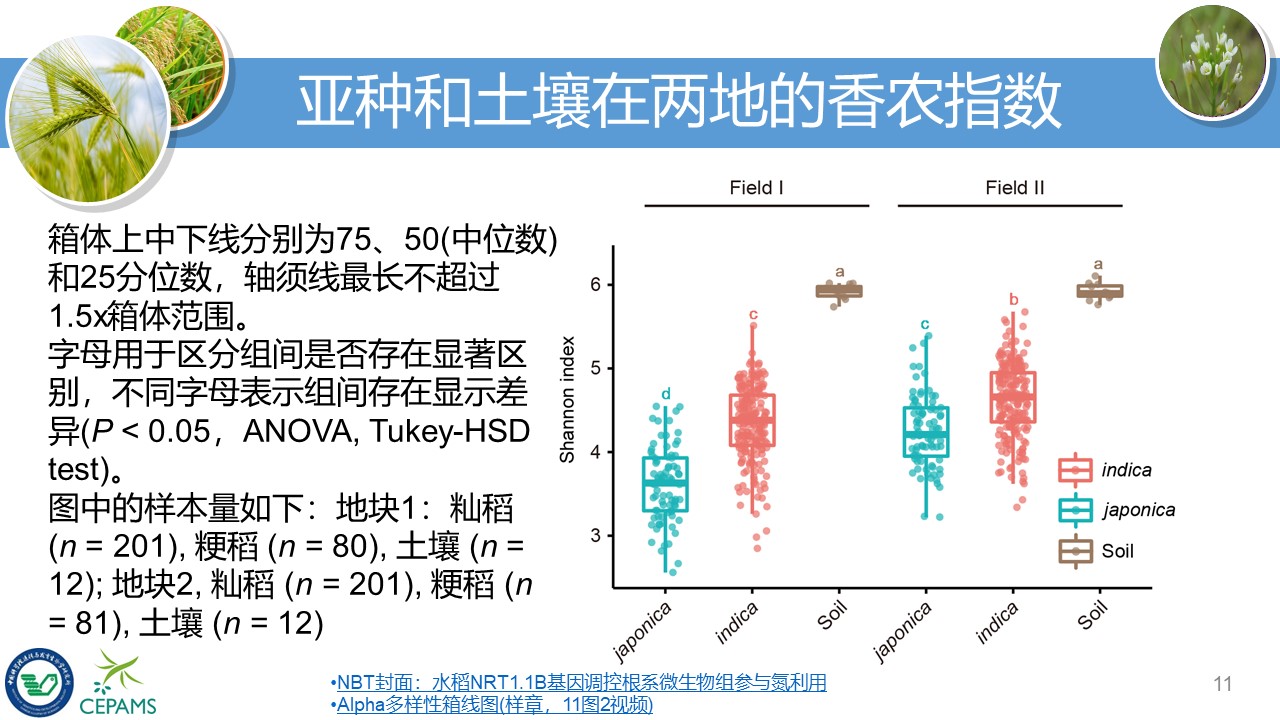 亚种和土壤在两地的香农指数
箱体上中下线分别为75、50(中位数)
和25分位数，轴须线最长不超过
1.5x箱体范围。
字母用于区分组间是否存在显著区
别，不同字母表示组间存在显示差
异(P < 0.05，ANOVA, Tukey-HSD
test)。
图中的样本量如下：地块1：籼稻
(n = 201), 粳稻 (n = 80), 土壤 (n =
12); 地块2, 籼稻 (n = 201), 粳稻 (n
= 81), 土壤 (n = 12)
Field I
Field II
Shannon index
6
5
4
3
d
c
a
c
b
a
indica
japonica
Soil
japonica
indica
Soil
japonica
indica
Soil
CEPAMS
•NBT封面：水稻NRT1.1B基因调控根系微生物组参与氮利用
•Alpha多样性箱线图(样章，11图2视频)
11